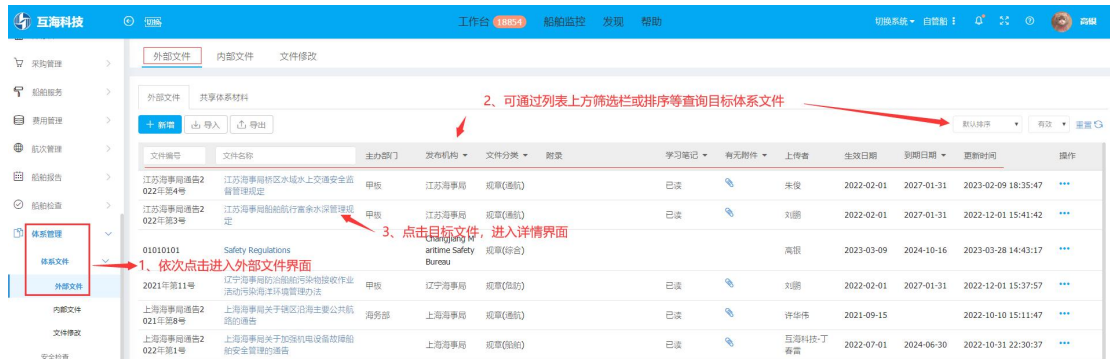 互海科技
工作台 18854 船舶监控 发现 帮助
切换系统 自管船
高银
采购管理
船舶服务
费用管理
航次管理
船舶报告
船舶检查
体系管理
体系文件
外部文件
内部文件
文件修改
安全检查
外部文件 内部文件 文件修改
外部文件 共享体系材料
2、可通过列表上方筛选栏或排序等查询目标体系文件
+ 新增 导入 导出
默认排序 有效 重置
文件编号 文件名称 主办部门 发布机构 文件分类 附录 学习笔记 有无附件 上传者 生效日期 到期日期 更新时间 操作
江苏海事局通告2022年第4号 江苏海事局桥区水域水上交通安全监督管理规定 甲板 江苏海事局 规章(通航) 已读 朱俊 2022-02-01 2027-01-31 2023-02-09 18:35:47
江苏海事局通告2022年第3号 江苏海事局船舶航行富余水深管理规定 甲板 江苏海事局 规章(通航) 已读 刘鹏 2022-02-01 2027-01-31 2022-12-01 15:41:42
3、点击目标文件，进入详情界面
01010101 Safety Regulations Changjiang Maritime Safety Bureau 规章(综合) 高银 2023-03-09 2024-10-16 2023-03-28 14:43:17
1、依次点击进入外部文件界面
2021年第11号 辽宁海事局防治船舶污染物接收作业活动污染海洋环境管理办法 甲板 辽宁海事局 规章(危防) 已读 刘鹏 2022-02-01 2027-01-31 2022-12-01 15:37:57
上海海事局通告2021年第8号 上海海事局关于辖区沿海主要公共航路的通告 海务部 上海海事局 规章(通航) 已读 许华伟 2021-09-15 2022-10-10 15:11:47
上海海事局通告2022年第1号 上海海事局关于加强机电设备故障船舶安全管理的通告 上海海事局 规章(船舶) 已读 互海科技-丁春雷 2022-07-01 2024-06-30 2022-10-31 22:30:37